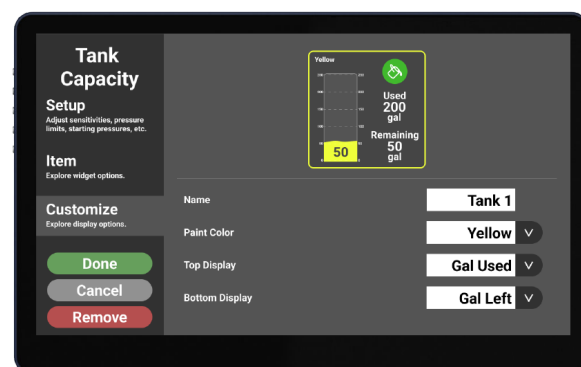 Tank
Capacity
Setup
Adjust sensitivities, pressure
limits, starting pressures, etc.
Item
Explore widget options.
Customize
Explore display options.
Done
Cancel
Remove
Yellow
50
Used
200
gal
Remaining
50
gal
Name
Tank 1
Paint Color
Yellow
V
Top Display
Gal Used
V
Bottom Display
Gal Left
V